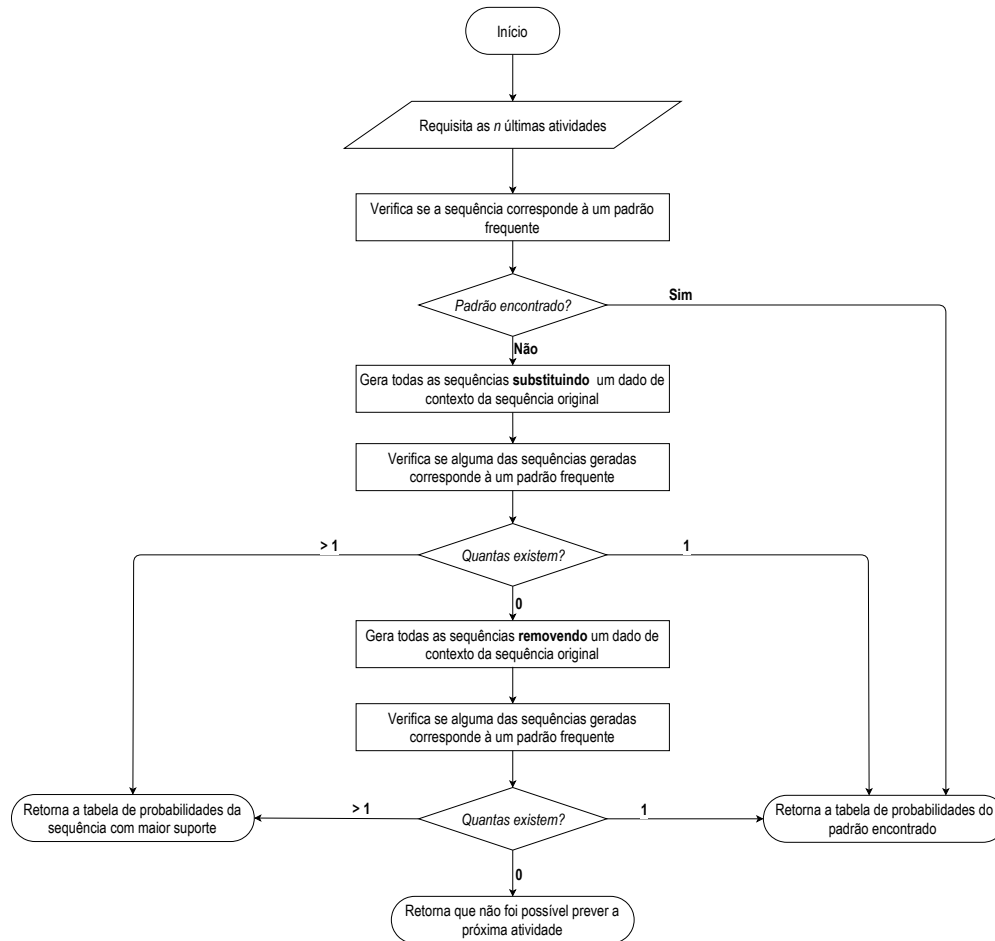 Início
Requisita as n últimas atividades
Verifica se a sequência corresponde à um padrão
frequente
Padrão encontrado?
Sim
Não
Gera todas as sequências substituindo um dado de
contexto da sequência original
Verifica se alguma das sequências geradas
corresponde à um padrão frequente
> 1
Quantas existem?
1
0
Gera todas as sequências removendo um dado de
contexto da sequência original
Verifica se alguma das sequências geradas
corresponde à um padrão frequente
Retorna a tabela de probabilidades da
sequência com maior suporte
> 1
Quantas existem?
1
Retorna a tabela de probabilidades do
padrão encontrado
0
Retorna que não foi possível prever a
próxima atividade